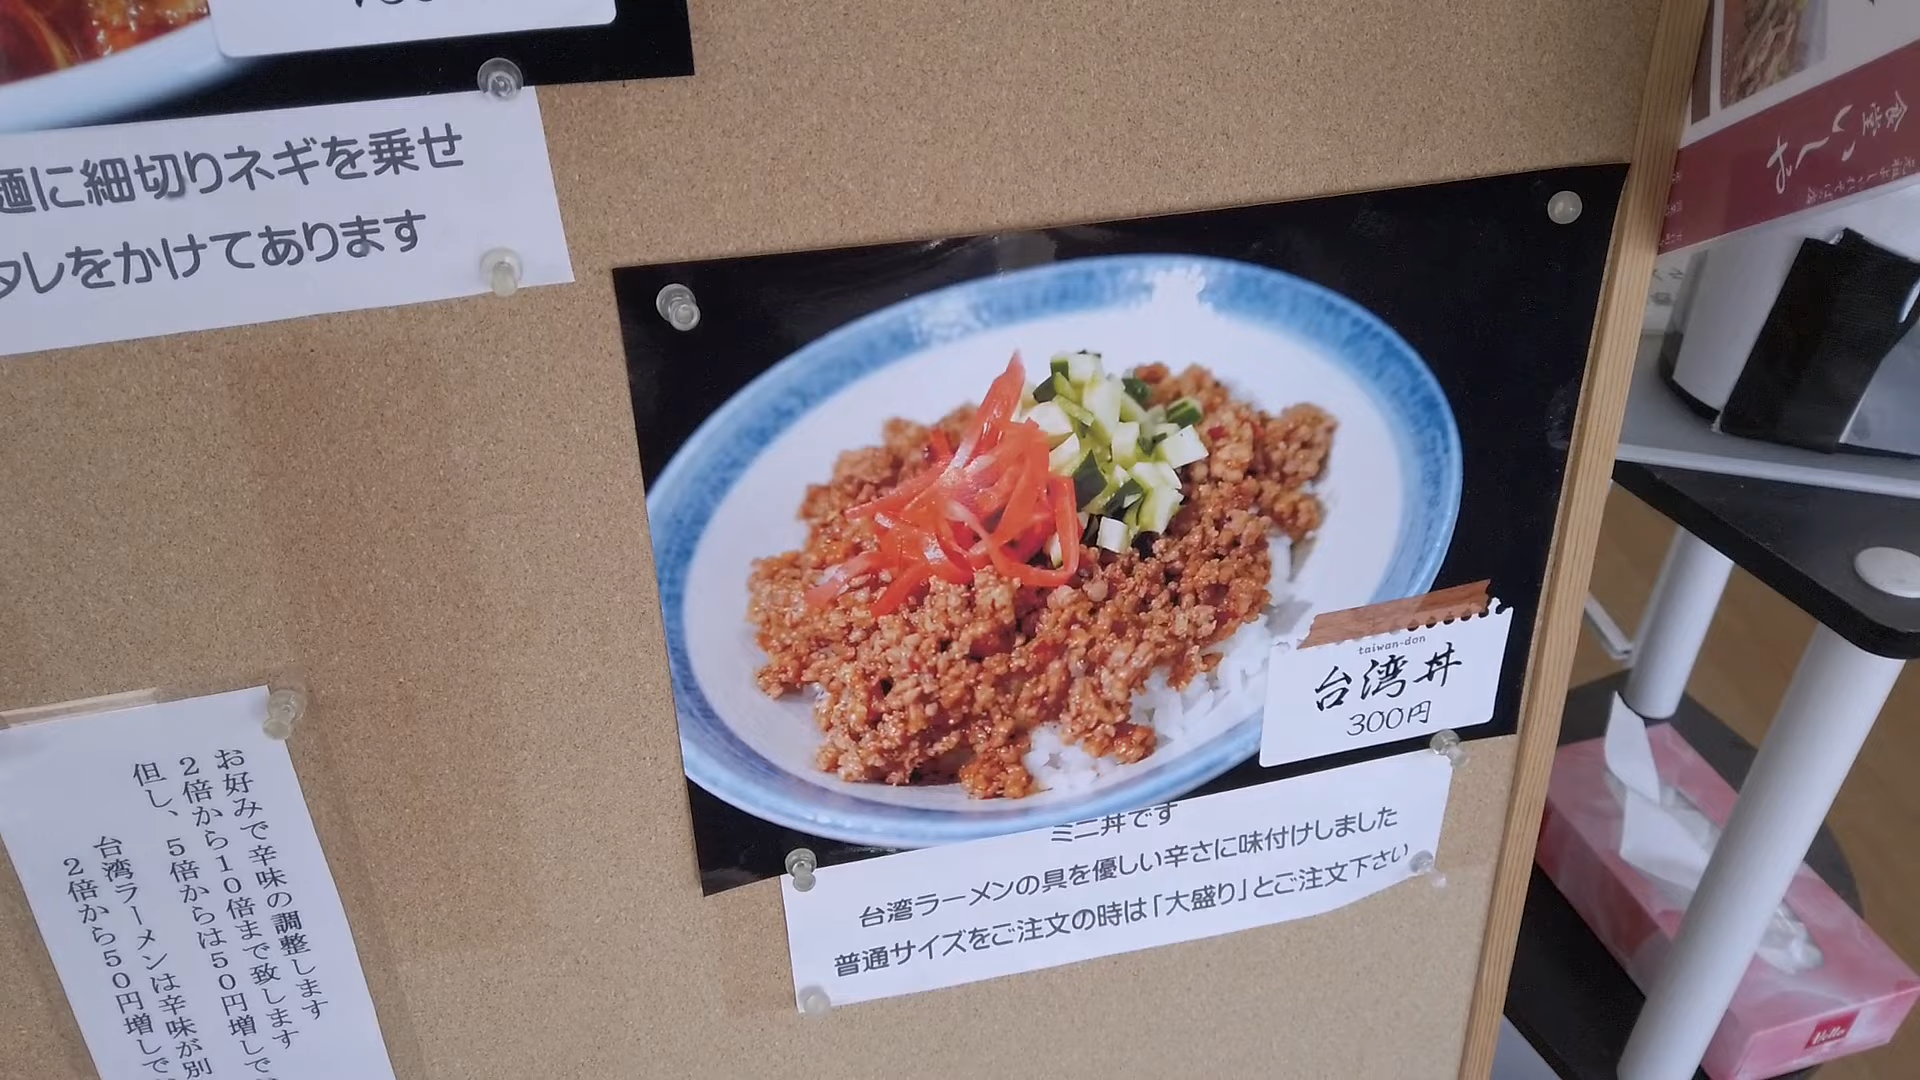 麺に細切りネギを乗せ
タレをかけてあります
taiwan-don
台湾丼
300円
ミニ丼です
台湾ラーメンの具を優しい辛さに味付けしました
普通サイズをご注文の時は「大盛り」とご注文下さい
お好みで辛味の調整します
2倍から10倍まで致します
但し、5倍からは50円増しで
台湾ラーメンは辛味が別
2倍から50円増しで
食堂いしや